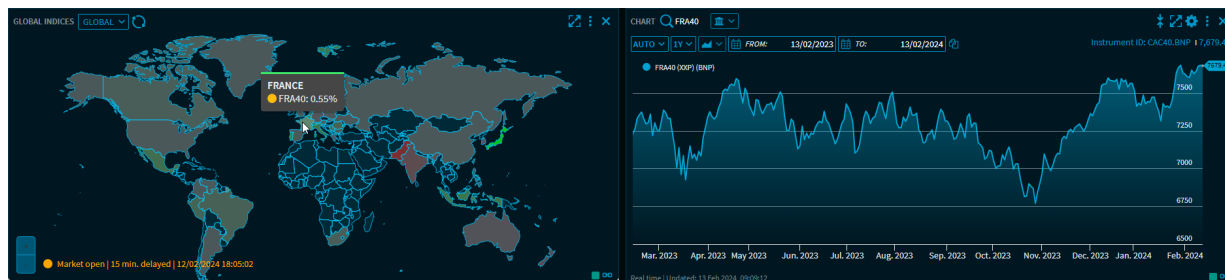 GLOBAL INDICES GLOBAL
FRANCE
FRA40: 0.55%
Market open | 15 min. delayed | 12/02/2024 18:05:02
CHART FRA40
AUTO 1Y FROM: 13/02/2023 TO: 13/02/2024
Instrument ID: CAC40.BNP
FRA40 (XXP) (BNP)
7679.4
7500
7250
7000
6750
6500
Mar. 2023 Apr. 2023 May 2023 Jun. 2023 Jul. 2023 Aug. 2023 Sep. 2023 Oct. 2023 Nov. 2023 Dec. 2023 Jan. 2024 Feb. 2024
Real time | Updated: 13 Feb 2024, 09:09:12